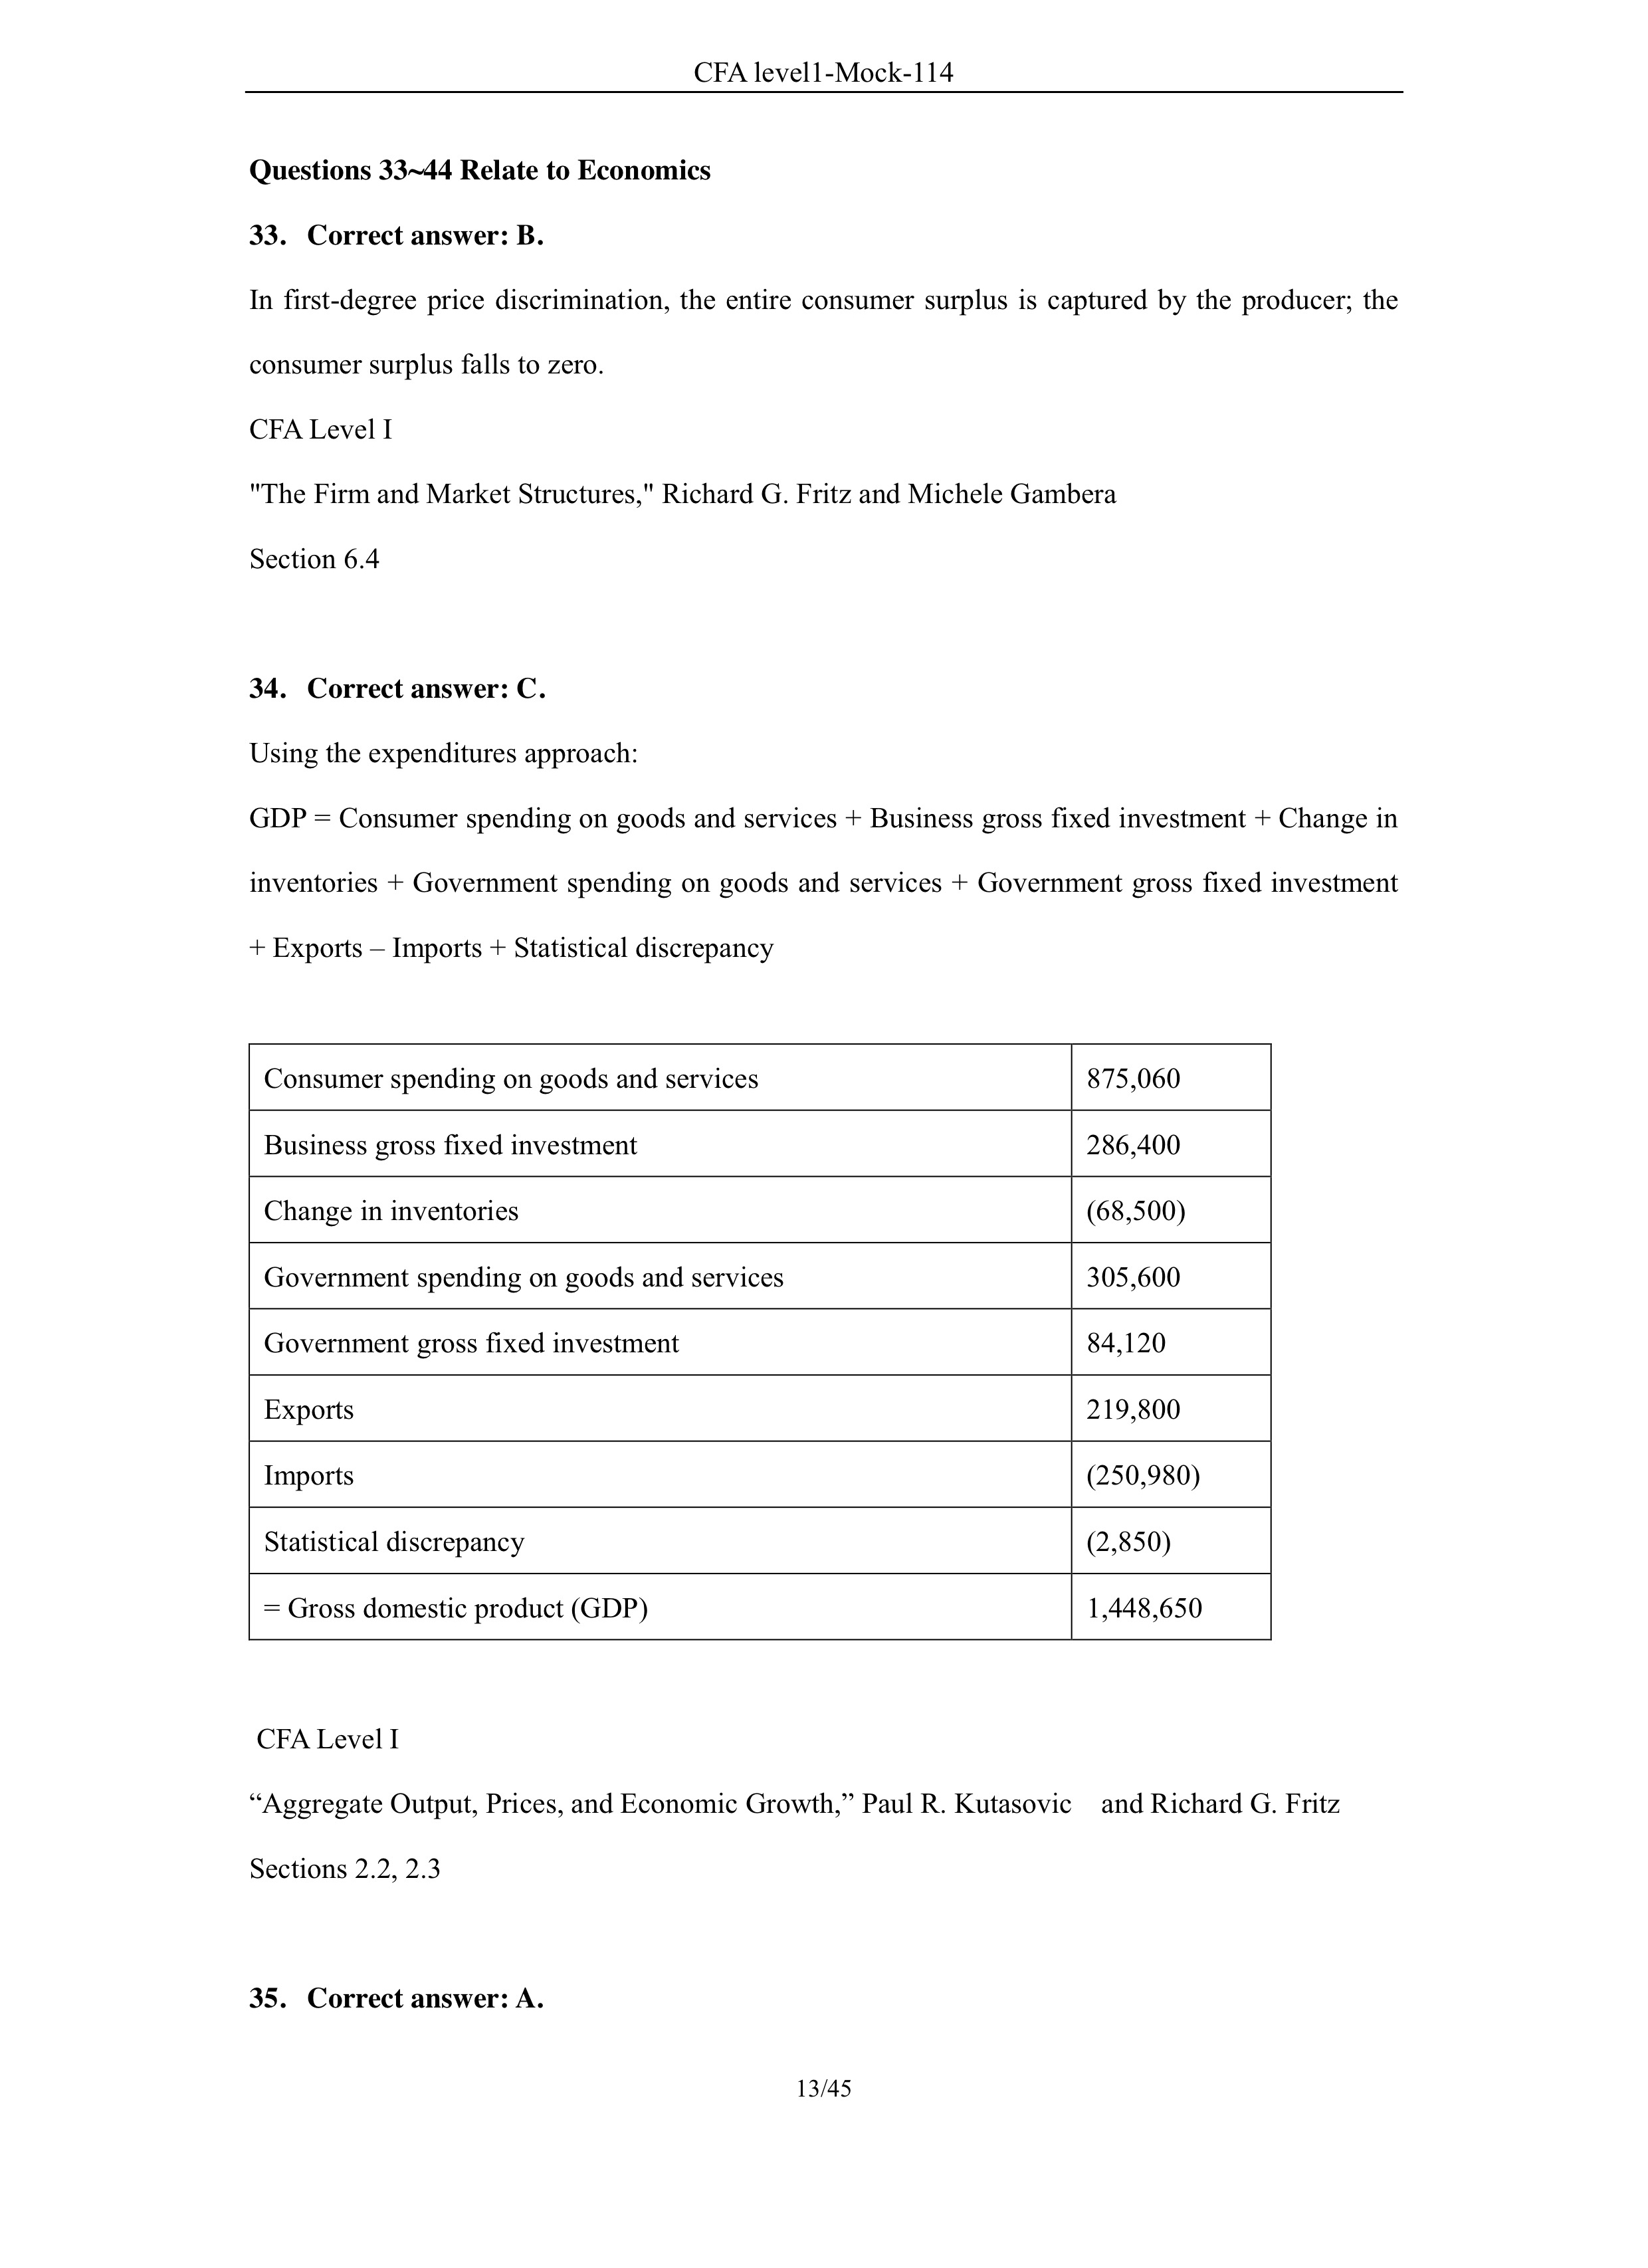 CFA level1-Mock-114
Questions 33~44 Relate to Economics
33. Correct answer: B.
In first-degree price discrimination, the entire consumer surplus is captured by the producer; the
consumer surplus falls to zero.
CFA Level I
"The Firm and Market Structures," Richard G. Fritz and Michele Gambera
Section 6.4
34. Correct answer: C.
Using the expenditures approach:
GDP = Consumer spending on goods and services + Business gross fixed investment + Change in
inventories + Government spending on goods and services + Government gross fixed investment
+ Exports – Imports + Statistical discrepancy
Consumer spending on goods and services 875,060
Business gross fixed investment 286,400
Change in inventories (68,500)
Government spending on goods and services 305,600
Government gross fixed investment 84,120
Exports 219,800
Imports (250,980)
Statistical discrepancy (2,850)
= Gross domestic product (GDP) 1,448,650
CFA Level I
“Aggregate Output, Prices, and Economic Growth,” Paul R. Kutasovic and Richard G. Fritz
Sections 2.2, 2.3
35. Correct answer: A.
13/45